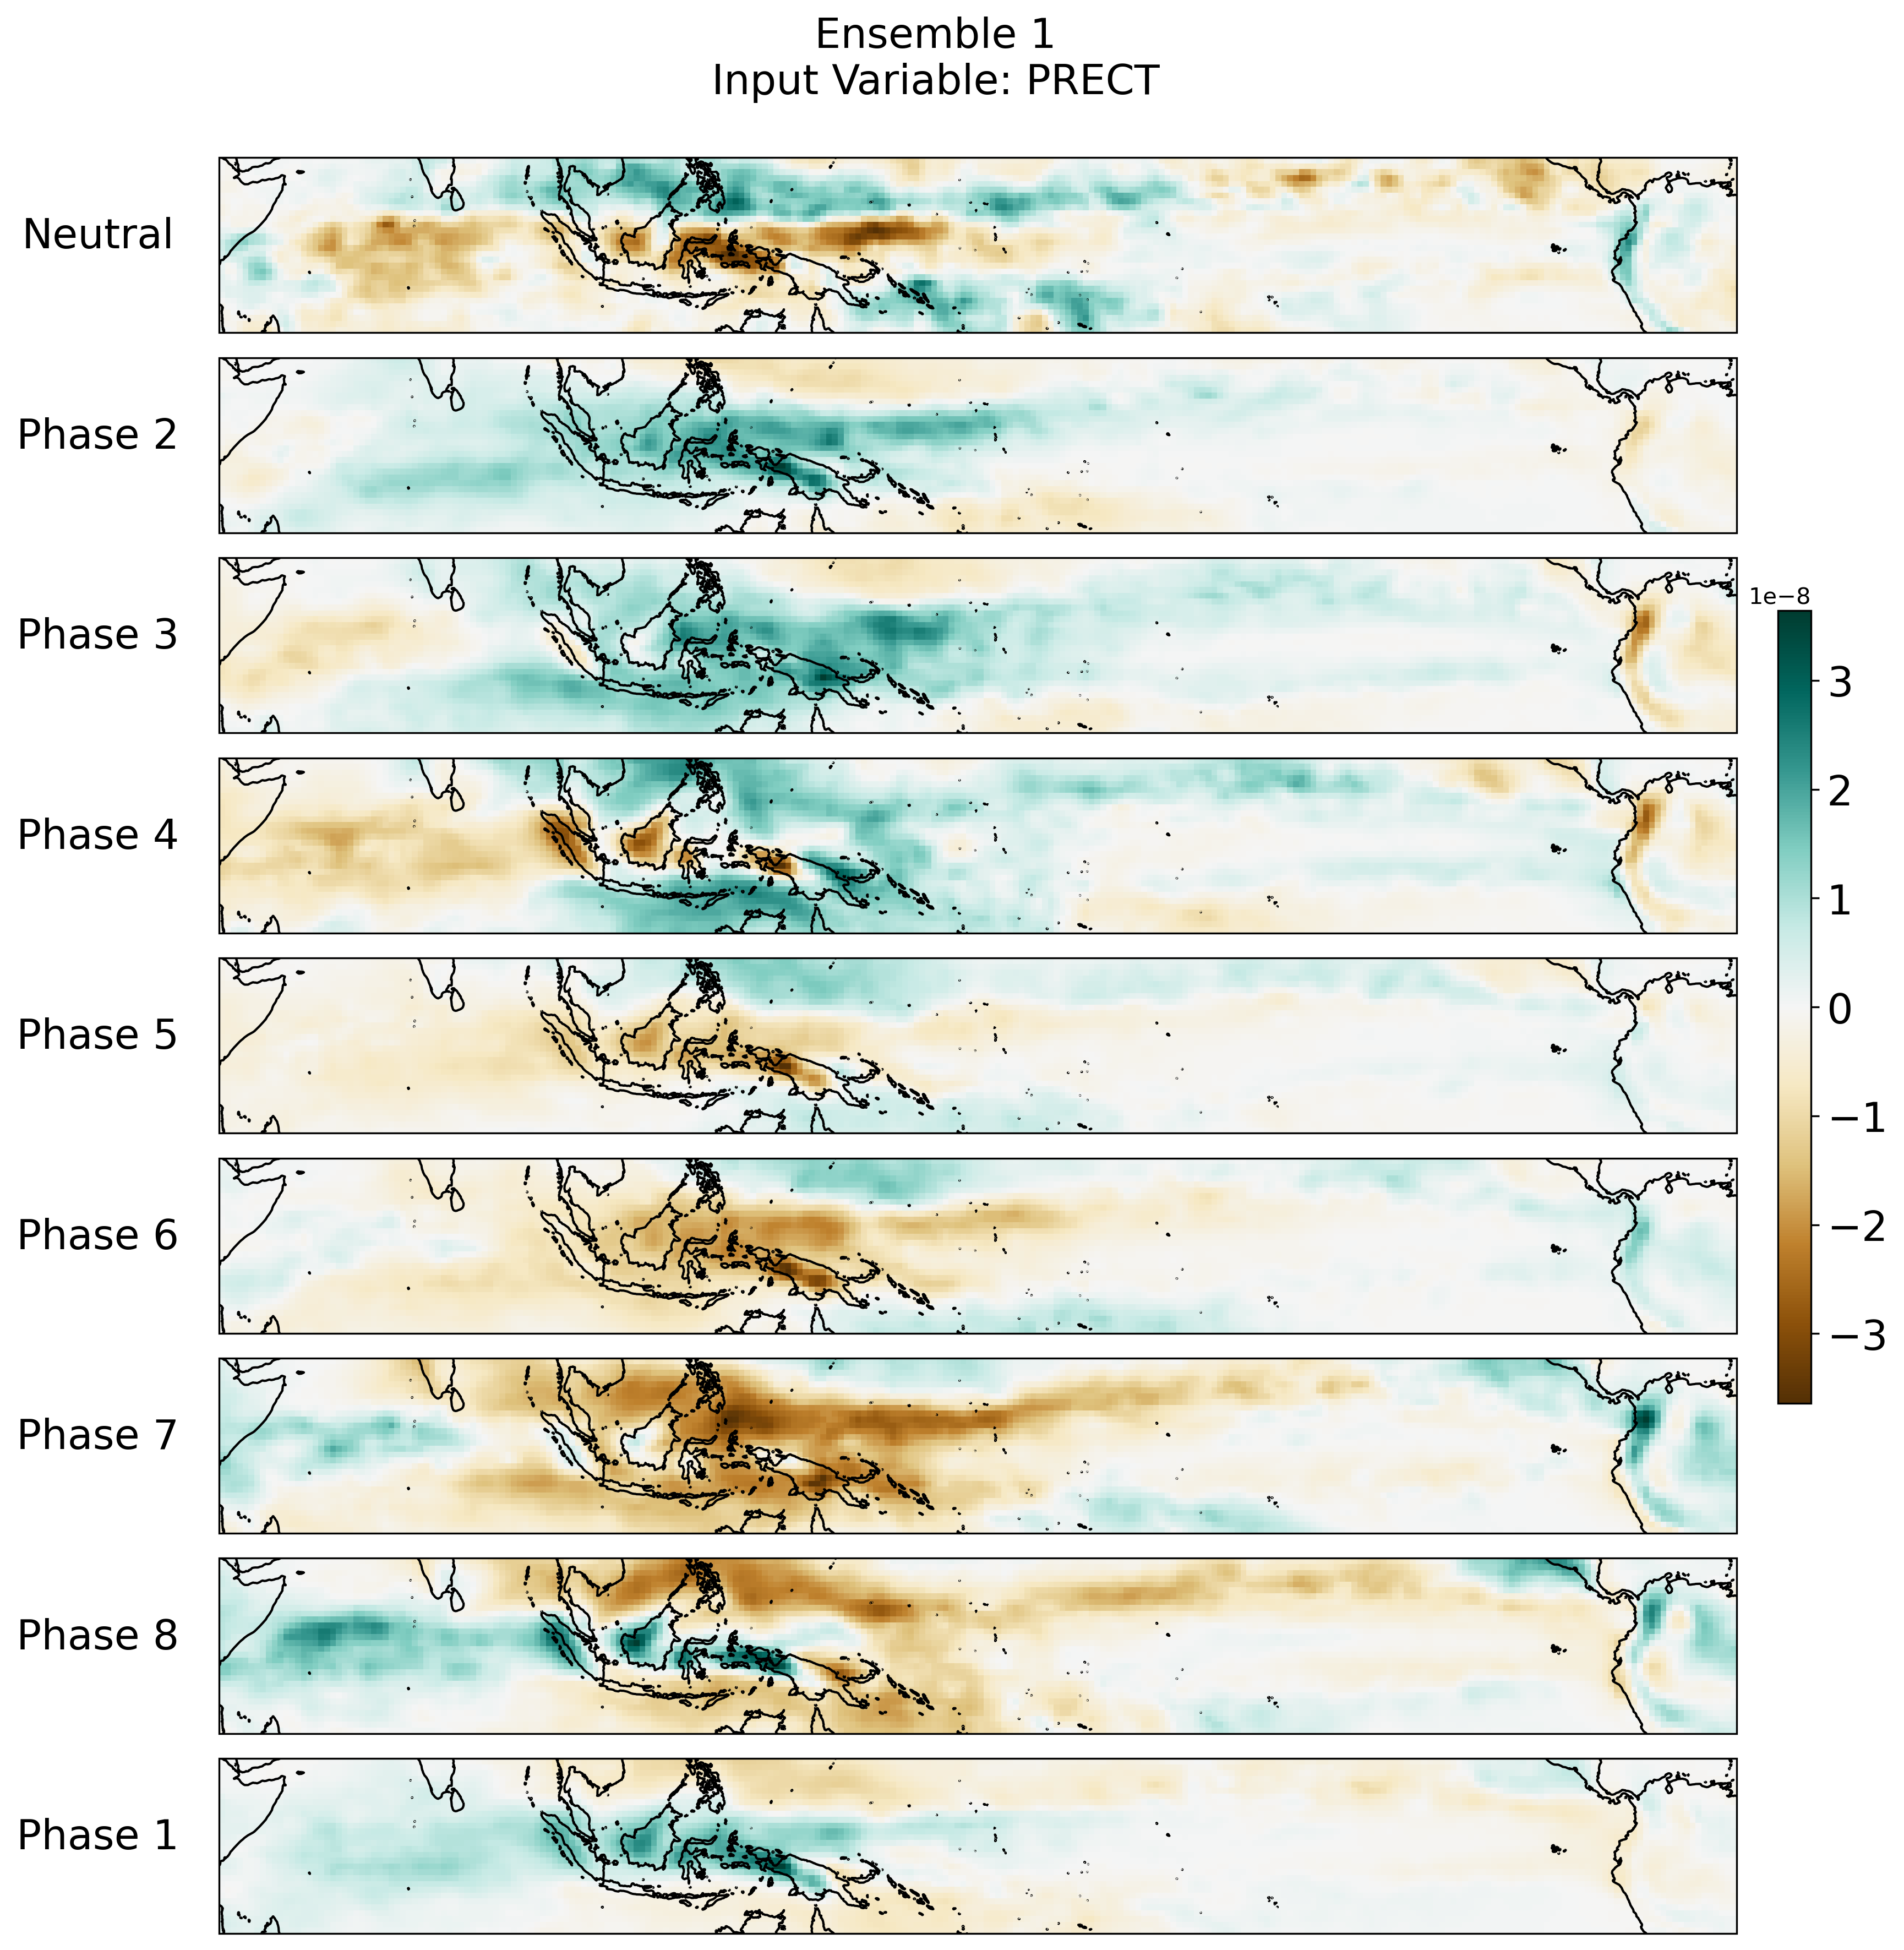 Ensemble 1
Input Variable: PRECT
Neutral
Phase 2
Phase 3
1e−8
3
Phase 4
2
1
Phase 5
0
−1
Phase 6
−2
−3
Phase 7
Phase 8
Phase 1